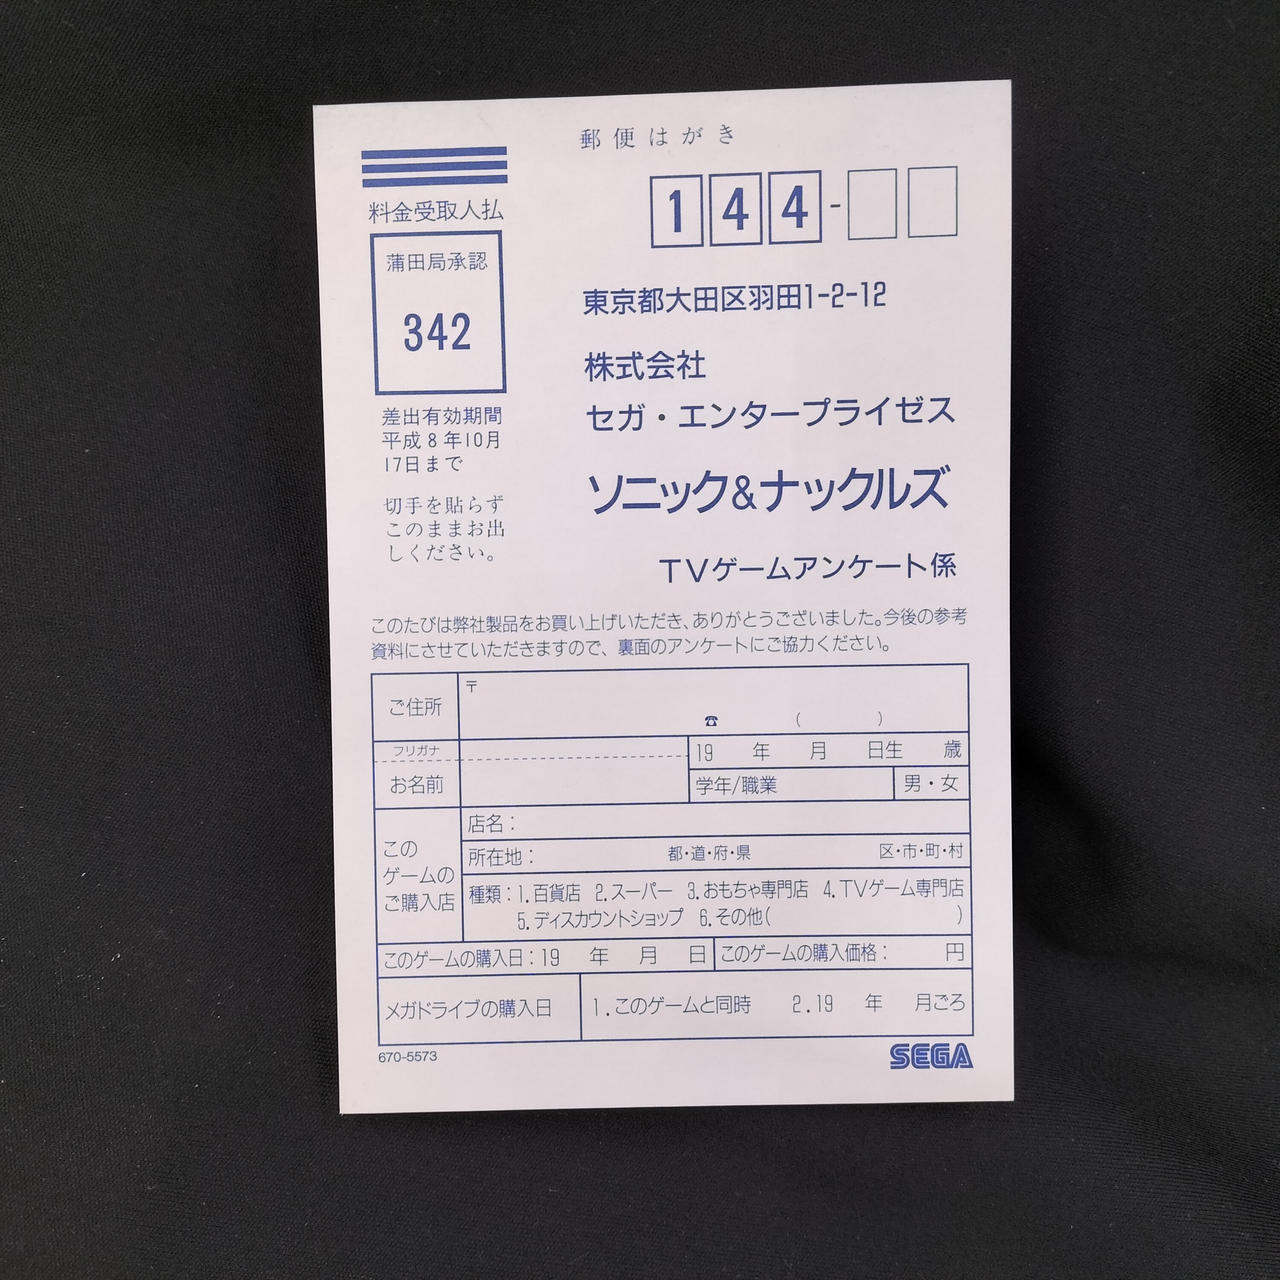 郵便はがき
料金受取人払
蒲田局承認
342
差出有効期間
平成8年10月
17日まで
切手を貼らず
このままお出
しください。
144-
東京都大田区羽田1-2-12
株式会社
セガ・エンタープライゼス
ソニック&ナックルズ
TVゲームアンケート係
このたびは弊社製品をお買い上げいただき、ありがとうございました。今後の参考
資料にさせていただきますので、裏面のアンケートにご協力ください。
ご住所
〒
☎ ( )
フリガナ
お名前
19 年 月 日生 歳
学年/職業
男・女
この
ゲームの
ご購入店
店名:
所在地: 都・道・府・県 区・市・町・村
種類:1.百貨店 2.スーパー 3.おもちゃ専門店 4.TVゲーム専門店
5.ディスカウントショップ 6.その他( )
このゲームの購入日:19 年 月 日
このゲームの購入価格: 円
メガドライブの購入日
1.このゲームと同時 2.19 年 月ごろ
670-5573
SEGA